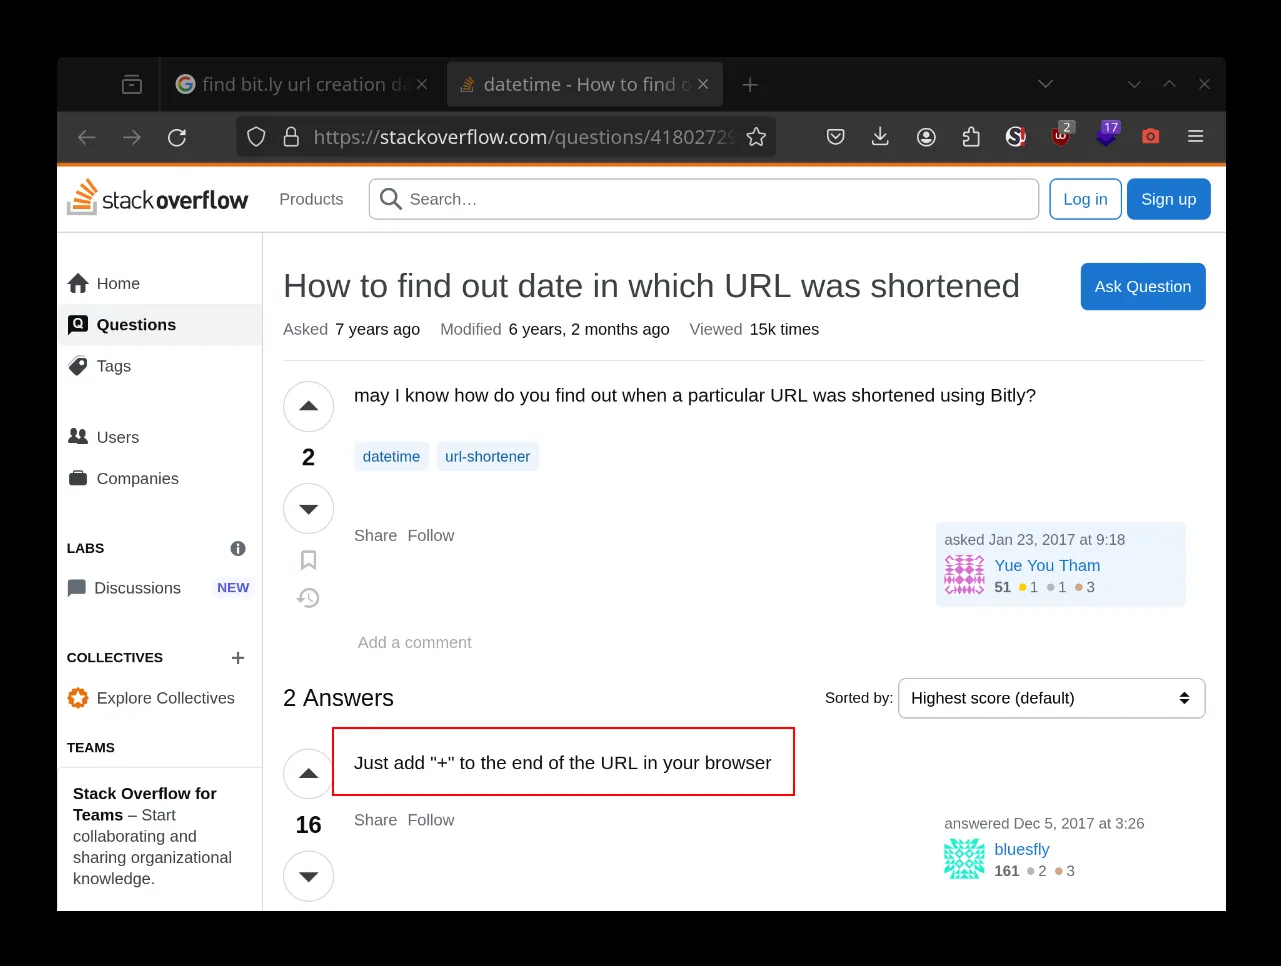 find bit.ly url creation da
datetime - How to find o
https://stackoverflow.com/questions/41802729
2
17
stackoverflow
Products
Search…
Log in
Sign up
Home
Questions
Tags
Users
Companies
LABS
Discussions NEW
COLLECTIVES
Explore Collectives
TEAMS
Stack Overflow for
Teams – Start
collaborating and
sharing organizational
knowledge.
How to find out date in which URL was shortened
Ask Question
Asked 7 years ago Modified 6 years, 2 months ago Viewed 15k times
may I know how do you find out when a particular URL was shortened using Bitly?
2
datetime url-shortener
Share Follow
asked Jan 23, 2017 at 9:18
Yue You Tham
51 1 1 3
Add a comment
2 Answers
Sorted by: Highest score (default)
Just add "+" to the end of the URL in your browser
16
Share Follow
answered Dec 5, 2017 at 3:26
bluesfly
161 2 3